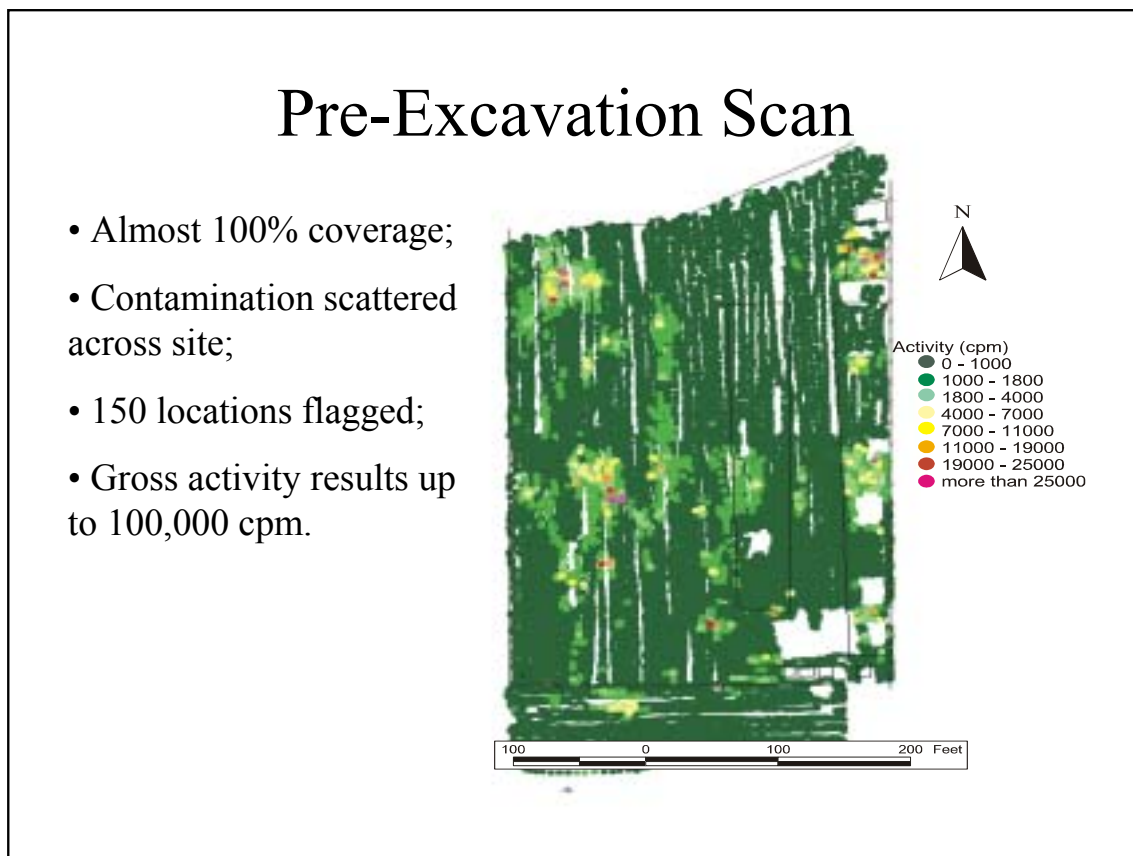 Pre-Excavation Scan
• Almost 100% coverage;
• Contamination scattered
across site;
• 150 locations flagged;
• Gross activity results up
to 100,000 cpm.
N
Activity (cpm)
0 - 1000
1000 - 1800
1800 - 4000
4000 - 7000
7000 - 11000
11000 - 19000
19000 - 25000
more than 25000
100 0 100 200 Feet